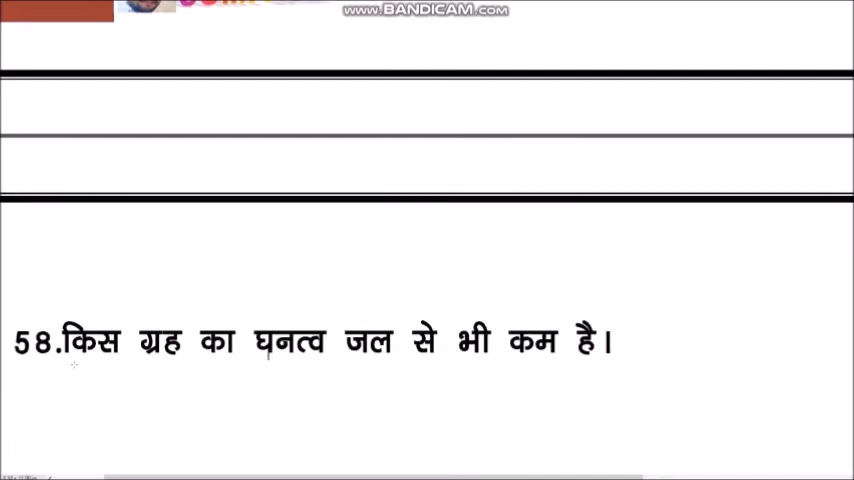 www.BANDICAM.com
58.किस ग्रह का घनत्व जल से भी कम है।